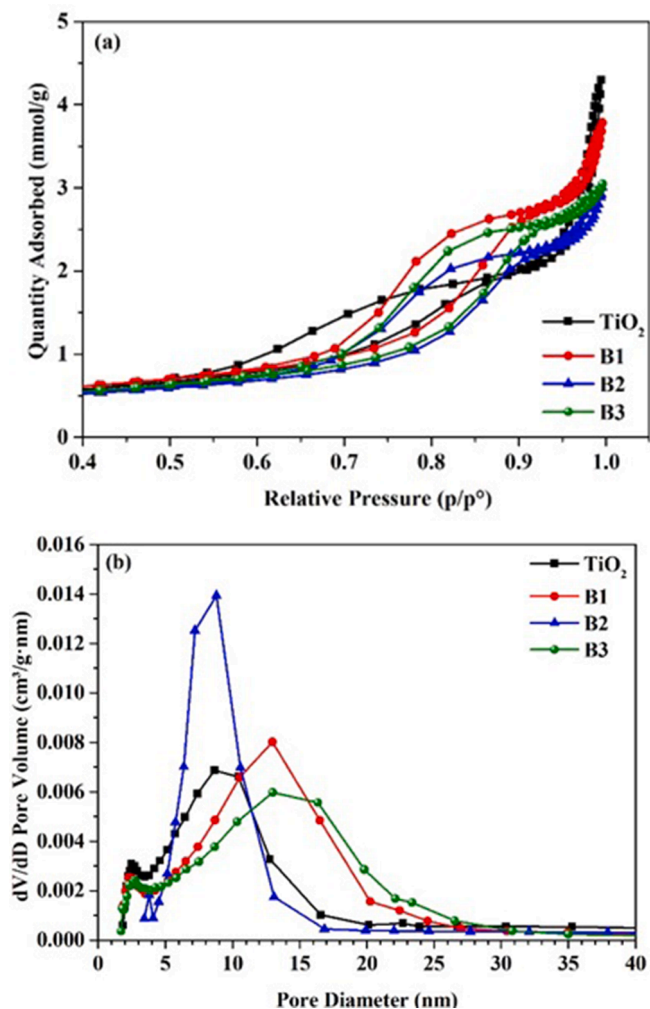 (a)
5
4
3
2
1
0
Quantity Adsorbed (mmol/g)
0.4 0.5 0.6 0.7 0.8 0.9 1.0
Relative Pressure (p/p°)
TiO₂
B1
B2
B3
(b)
0.016
0.014
0.012
0.010
0.008
0.006
0.004
0.002
0.000
dV/dD Pore Volume (cm³/g·nm)
0 5 10 15 20 25 30 35 40
Pore Diameter (nm)
TiO₂
B1
B2
B3